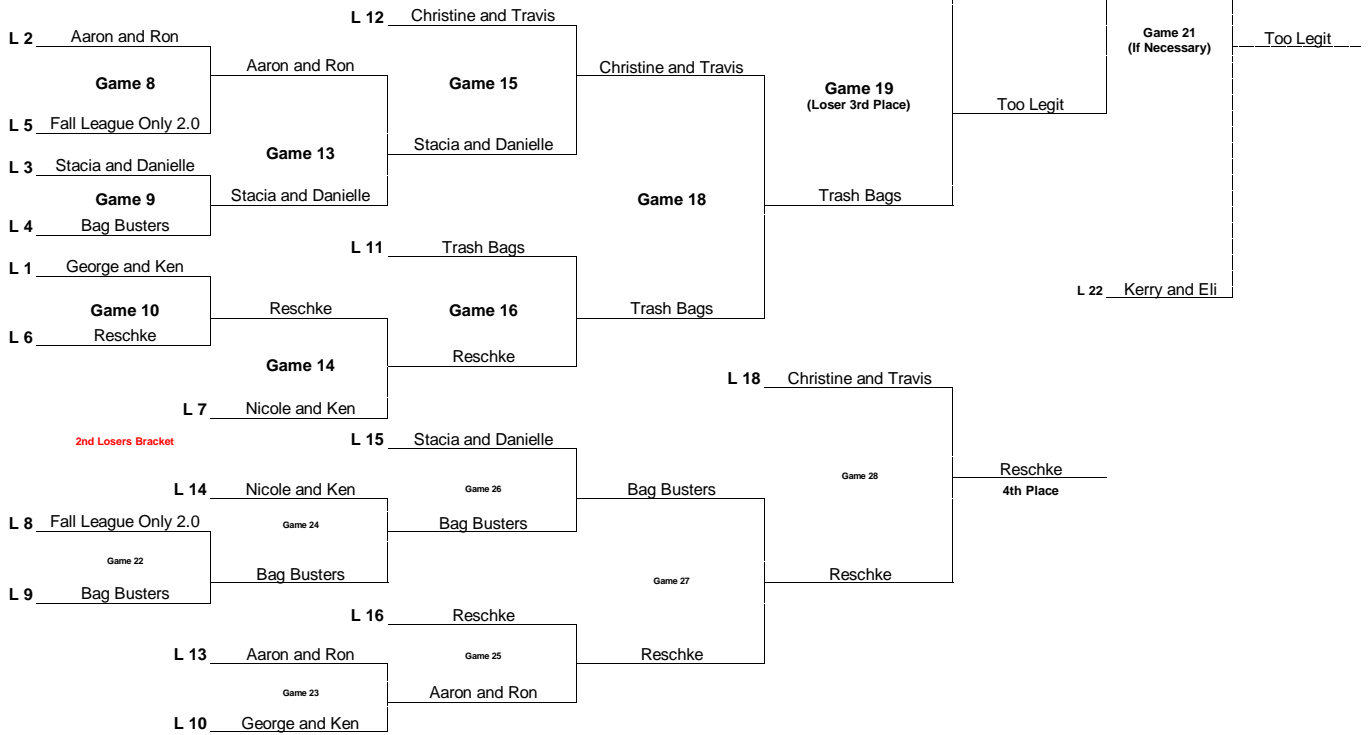 L 12 Christine and Travis
L 2 Aaron and Ron
Game 21
(If Necessary)
Too Legit
Aaron and Ron
Christine and Travis
Game 8
Game 15
Game 19
(Loser 3rd Place)
Too Legit
L 5 Fall League Only 2.0
Stacia and Danielle
Game 13
L 3 Stacia and Danielle
Game 9
Stacia and Danielle
Game 18
Trash Bags
L 4 Bag Busters
L 11 Trash Bags
L 1 George and Ken
L 22 Kerry and Eli
Game 10
Reschke
Game 16
Trash Bags
L 6 Reschke
Reschke
Game 14
L 18 Christine and Travis
L 7 Nicole and Ken
2nd Losers Bracket
L 15 Stacia and Danielle
Reschke
Game 28
4th Place
L 14 Nicole and Ken
Game 26
Bag Busters
L 8 Fall League Only 2.0
Game 24
Bag Busters
Game 22
Bag Busters
Game 27
Reschke
L 9 Bag Busters
L 16 Reschke
L 13 Aaron and Ron
Game 25
Reschke
Game 23
Aaron and Ron
L 10 George and Ken